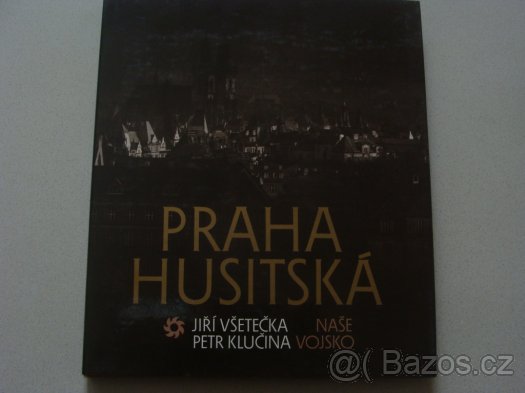 PRAHA
HUSITSKÁ
JIŘÍ VŠETEČKA NAŠE
PETR KLUČINA VOJSKO
@( Bazos.cz